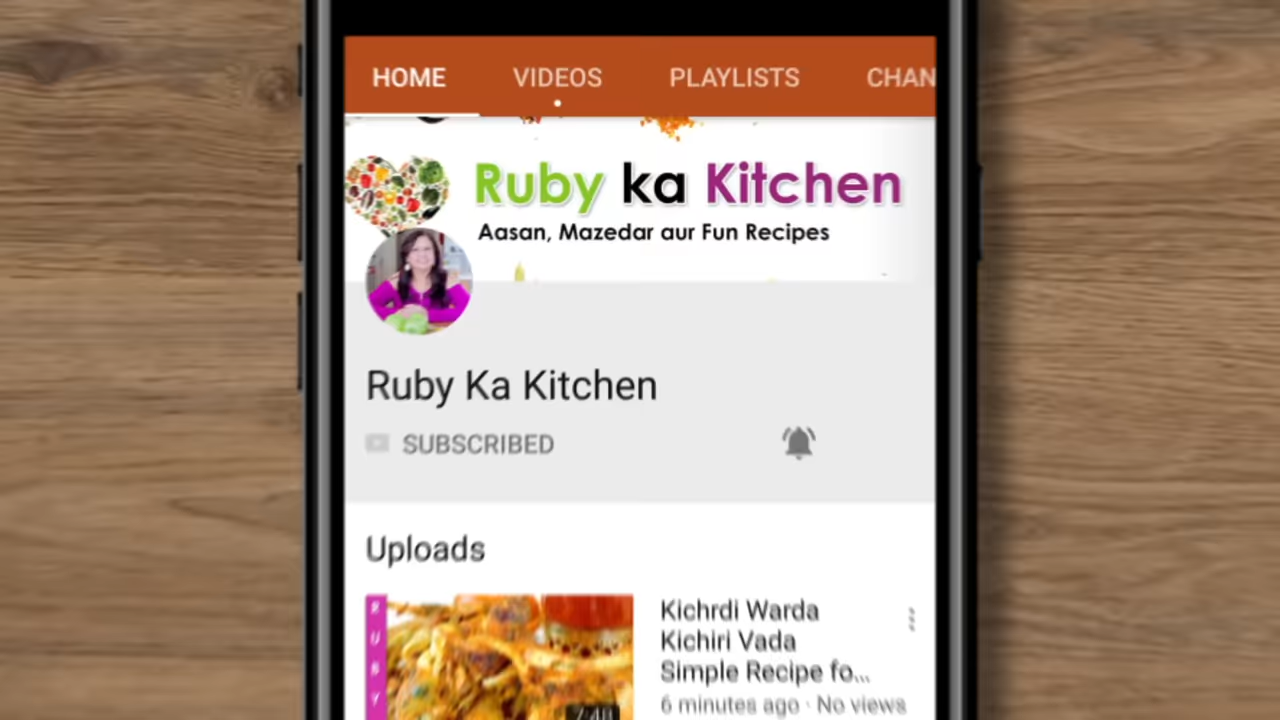 HOME VIDEOS PLAYLISTS CHAN
Ruby ka Kitchen
Aasan, Mazedar aur Fun Recipes
Ruby Ka Kitchen
SUBSCRIBED
Uploads
RUBY
Kichrdi Warda
Kichiri Vada
Simple Recipe fo...
6 minutes ago · No views